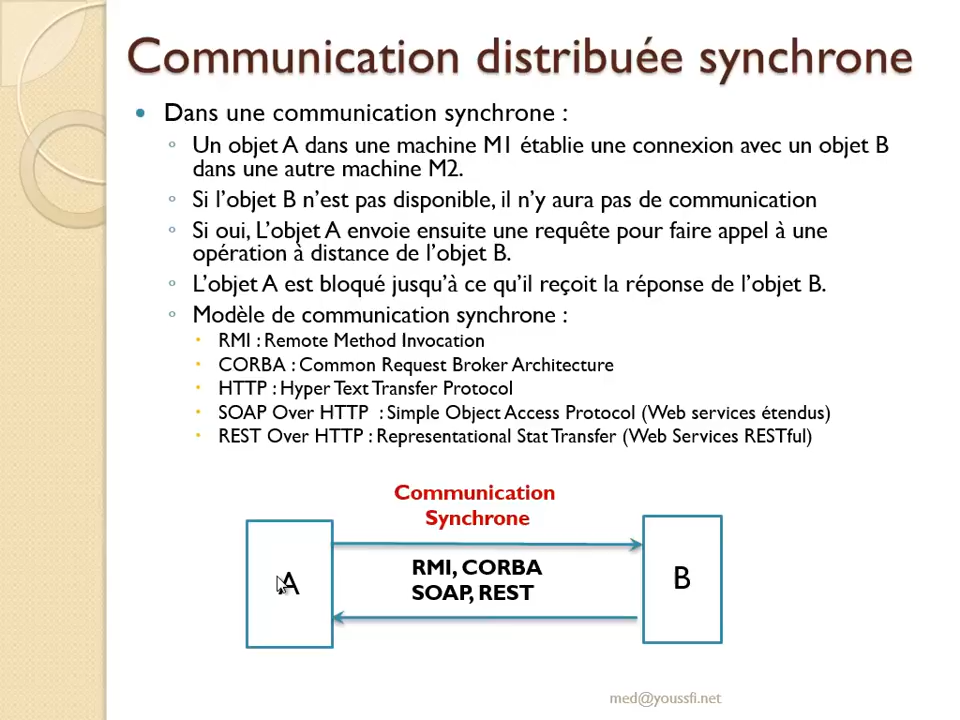 Communication distribuée synchrone
Dans une communication synchrone :
Un objet A dans une machine M1 établie une connexion avec un objet B
dans une autre machine M2.
Si l'objet B n'est pas disponible, il n'y aura pas de communication
Si oui, L'objet A envoie ensuite une requête pour faire appel à une
opération à distance de l'objet B.
L'objet A est bloqué jusqu'à ce qu'il reçoit la réponse de l'objet B.
Modèle de communication synchrone :
RMI : Remote Method Invocation
CORBA : Common Request Broker Architecture
HTTP : Hyper Text Transfer Protocol
SOAP Over HTTP : Simple Object Access Protocol (Web services étendus)
REST Over HTTP : Representational Stat Transfer (Web Services RESTful)
Communication
Synchrone
A
RMI, CORBA
SOAP, REST
B
med@youssfi.net